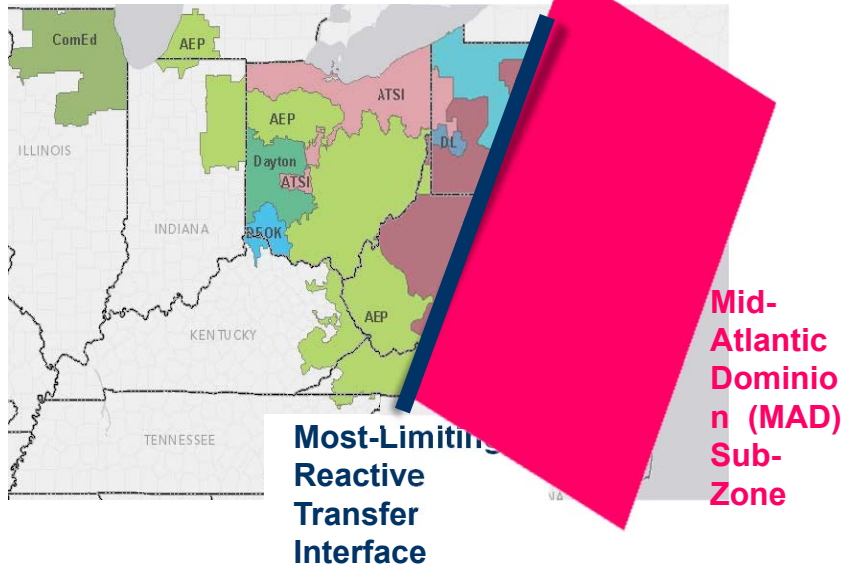 ComEd
AEP
ATSI
AEP
DL
ILLINOIS
Dayton
ATSI
INDIANA
DEOK
AEP
KENTUCKY
TENNESSEE
Mid-
Atlantic
Dominio
n (MAD)
Sub-
Zone
Most-Limiting
Reactive
Transfer
Interface